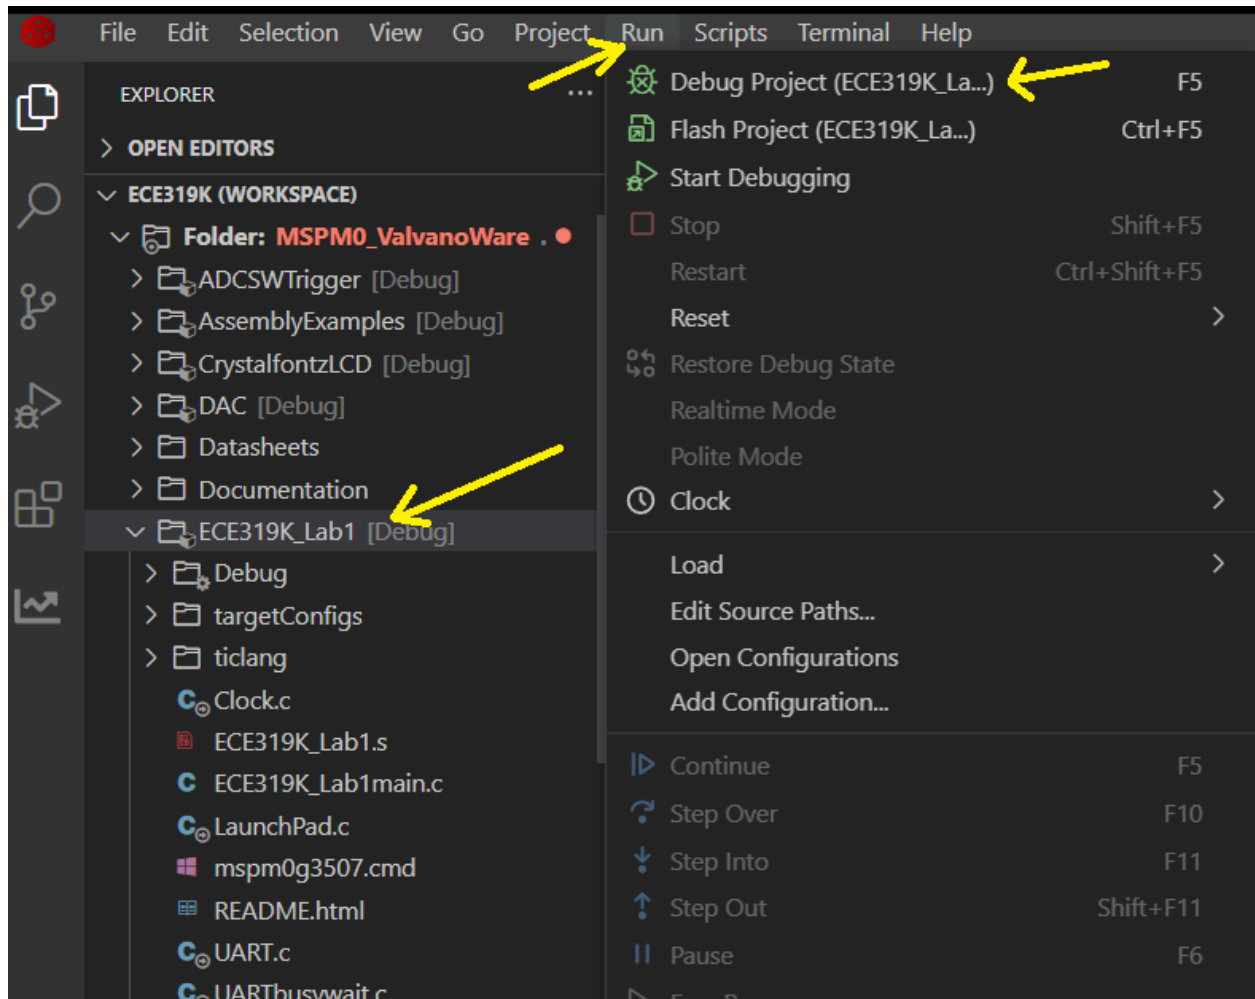 File Edit Selection View Go Project Run Scripts Terminal Help
EXPLORER ...
OPEN EDITORS
ECE319K (WORKSPACE)
Folder: MSPM0_ValvanoWare .
ADCSWTrigger [Debug]
AssemblyExamples [Debug]
CrystalfontzLCD [Debug]
DAC [Debug]
Datasheets
Documentation
ECE319K_Lab1 [Debug]
Debug
targetConfigs
ticlang
Clock.c
ECE319K_Lab1.s
ECE319K_Lab1main.c
LaunchPad.c
mspm0g3507.cmd
README.html
UART.c
UARTbusywait.c
Debug Project (ECE319K_La...) F5
Flash Project (ECE319K_La...) Ctrl+F5
Start Debugging
Stop Shift+F5
Restart Ctrl+Shift+F5
Reset
Restore Debug State
Realtime Mode
Polite Mode
Clock
Load
Edit Source Paths...
Open Configurations
Add Configuration...
Continue F5
Step Over F10
Step Into F11
Step Out Shift+F11
Pause F6